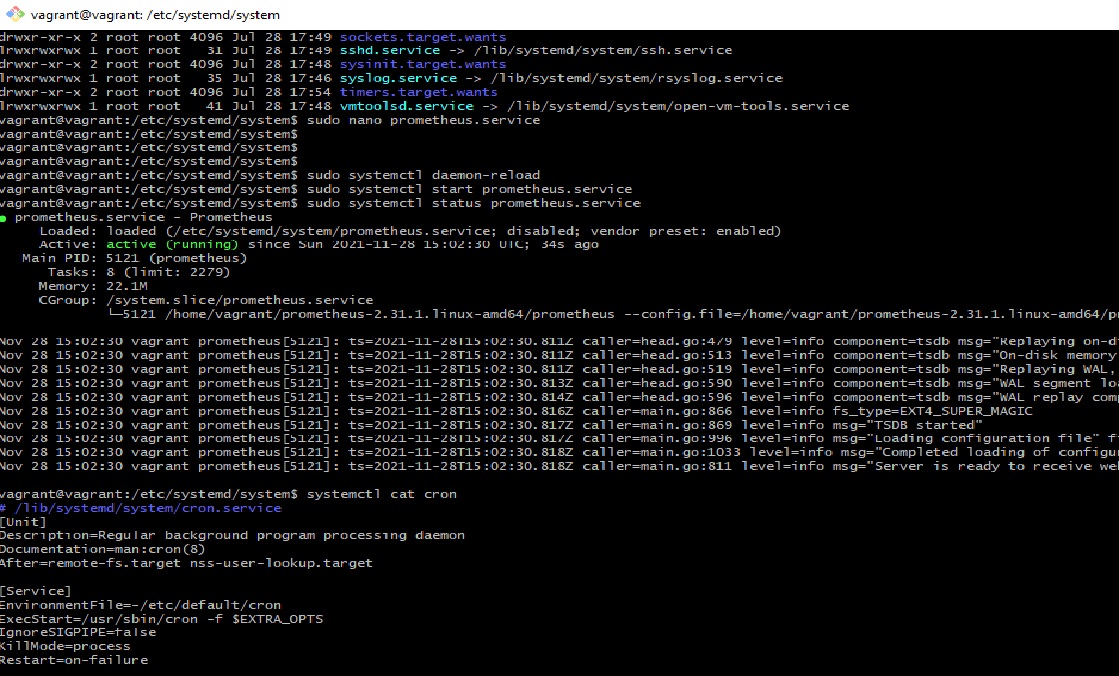 vagrant@vagrant: /etc/systemd/system
drwxr-xr-x 2 root root 4096 Jul 28 17:49 sockets.target.wants
lrwxrwxrwx 1 root root   31 Jul 28 17:49 sshd.service -> /lib/systemd/system/ssh.service
drwxr-xr-x 2 root root 4096 Jul 28 17:48 sysinit.target.wants
lrwxrwxrwx 1 root root   35 Jul 28 17:46 syslog.service -> /lib/systemd/system/rsyslog.service
drwxr-xr-x 2 root root 4096 Jul 28 17:54 timers.target.wants
lrwxrwxrwx 1 root root   41 Jul 28 17:48 vmtoolsd.service -> /lib/systemd/system/open-vm-tools.service
vagrant@vagrant:/etc/systemd/system$ sudo nano prometheus.service
vagrant@vagrant:/etc/systemd/system$
vagrant@vagrant:/etc/systemd/system$
vagrant@vagrant:/etc/systemd/system$
vagrant@vagrant:/etc/systemd/system$ sudo systemctl daemon-reload
vagrant@vagrant:/etc/systemd/system$ sudo systemctl start prometheus.service
vagrant@vagrant:/etc/systemd/system$ sudo systemctl status prometheus.service
● prometheus.service - Prometheus
     Loaded: loaded (/etc/systemd/system/prometheus.service; disabled; vendor preset: enabled)
     Active: active (running) since Sun 2021-11-28 15:02:30 UTC; 34s ago
   Main PID: 5121 (prometheus)
      Tasks: 8 (limit: 2279)
     Memory: 22.1M
     CGroup: /system.slice/prometheus.service
             └─5121 /home/vagrant/prometheus-2.31.1.linux-amd64/prometheus --config.file=/home/vagrant/prometheus-2.31.1.linux-amd64/p
Nov 28 15:02:30 vagrant prometheus[5121]: ts=2021-11-28T15:02:30.811Z caller=head.go:479 level=info component=tsdb msg="Replaying on-d
Nov 28 15:02:30 vagrant prometheus[5121]: ts=2021-11-28T15:02:30.811Z caller=head.go:513 level=info component=tsdb msg="On-disk memory
Nov 28 15:02:30 vagrant prometheus[5121]: ts=2021-11-28T15:02:30.811Z caller=head.go:519 level=info component=tsdb msg="Replaying WAL,
Nov 28 15:02:30 vagrant prometheus[5121]: ts=2021-11-28T15:02:30.813Z caller=head.go:590 level=info component=tsdb msg="WAL segment loa
Nov 28 15:02:30 vagrant prometheus[5121]: ts=2021-11-28T15:02:30.814Z caller=head.go:596 level=info component=tsdb msg="WAL replay comp
Nov 28 15:02:30 vagrant prometheus[5121]: ts=2021-11-28T15:02:30.816Z caller=main.go:866 level=info fs_type=EXT4_SUPER_MAGIC
Nov 28 15:02:30 vagrant prometheus[5121]: ts=2021-11-28T15:02:30.817Z caller=main.go:869 level=info msg="TSDB started"
Nov 28 15:02:30 vagrant prometheus[5121]: ts=2021-11-28T15:02:30.817Z caller=main.go:996 level=info msg="Loading configuration file" fi
Nov 28 15:02:30 vagrant prometheus[5121]: ts=2021-11-28T15:02:30.818Z caller=main.go:1033 level=info msg="Completed loading of configur
Nov 28 15:02:30 vagrant prometheus[5121]: ts=2021-11-28T15:02:30.818Z caller=main.go:811 level=info msg="Server is ready to receive we
vagrant@vagrant:/etc/systemd/system$ systemctl cat cron
# /lib/systemd/system/cron.service
[Unit]
Description=Regular background program processing daemon
Documentation=man:cron(8)
After=remote-fs.target nss-user-lookup.target
[Service]
EnvironmentFile=-/etc/default/cron
ExecStart=/usr/sbin/cron -f $EXTRA_OPTS
IgnoreSIGPIPE=false
KillMode=process
Restart=on-failure